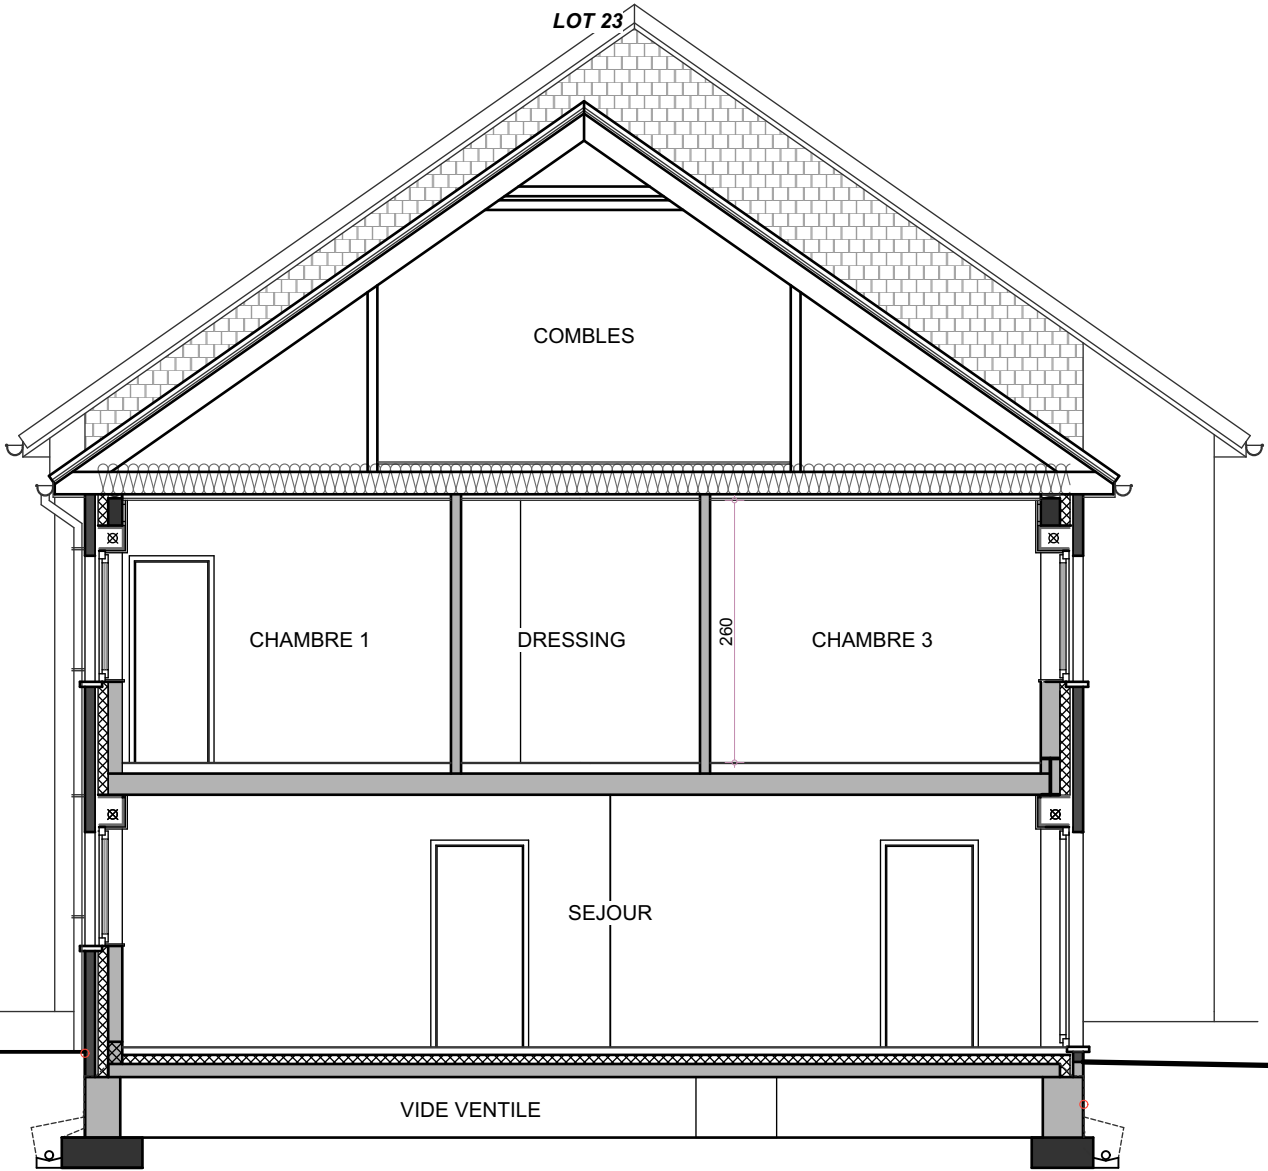 LOT 23
COMBLES
CHAMBRE 1
DRESSING
260
CHAMBRE 3
SEJOUR
VIDE VENTILE